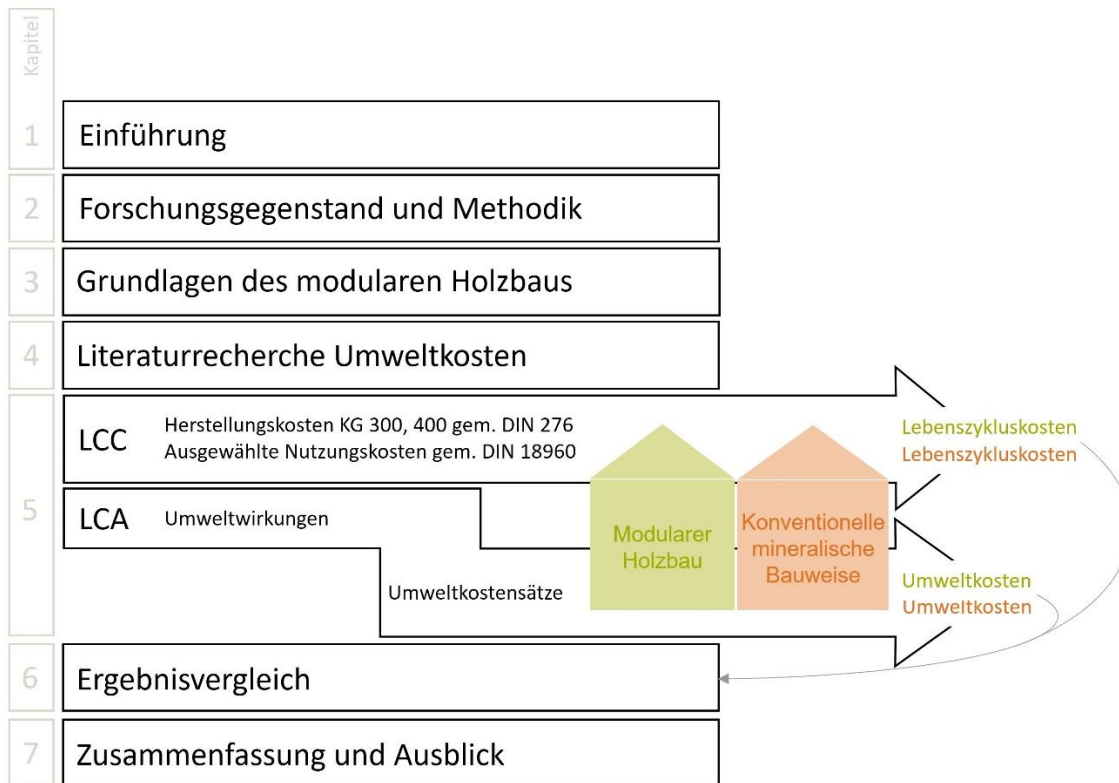 Kapitel
1
Einführung
2
Forschungsgegenstand und Methodik
3
Grundlagen des modularen Holzbaus
4
Literaturrecherche Umweltkosten
5
LCC
Herstellungskosten KG 300, 400 gem. DIN 276
Ausgewählte Nutzungskosten gem. DIN 18960
Lebenszykluskosten
Lebenszykluskosten
LCA
Umweltwirkungen
Umweltkostensätze
Modularer
Holzbau
Konventionelle
mineralische
Bauweise
Umweltkosten
Umweltkosten
6
Ergebnisvergleich
7
Zusammenfassung und Ausblick